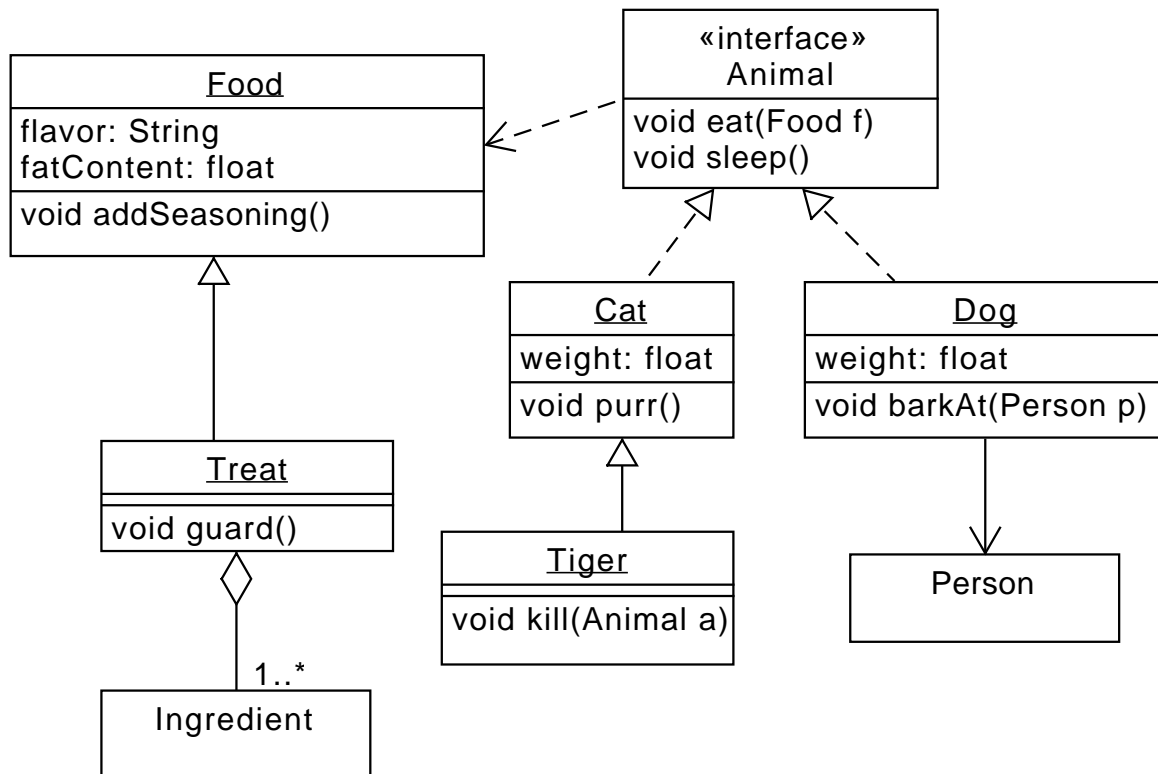 Food
flavor: String
fatContent: float
void addSeasoning()
«interface»
Animal
void eat(Food f)
void sleep()
Cat
weight: float
void purr()
Dog
weight: float
void barkAt(Person p)
Treat
void guard()
Tiger
void kill(Animal a)
Person
1..*
Ingredient